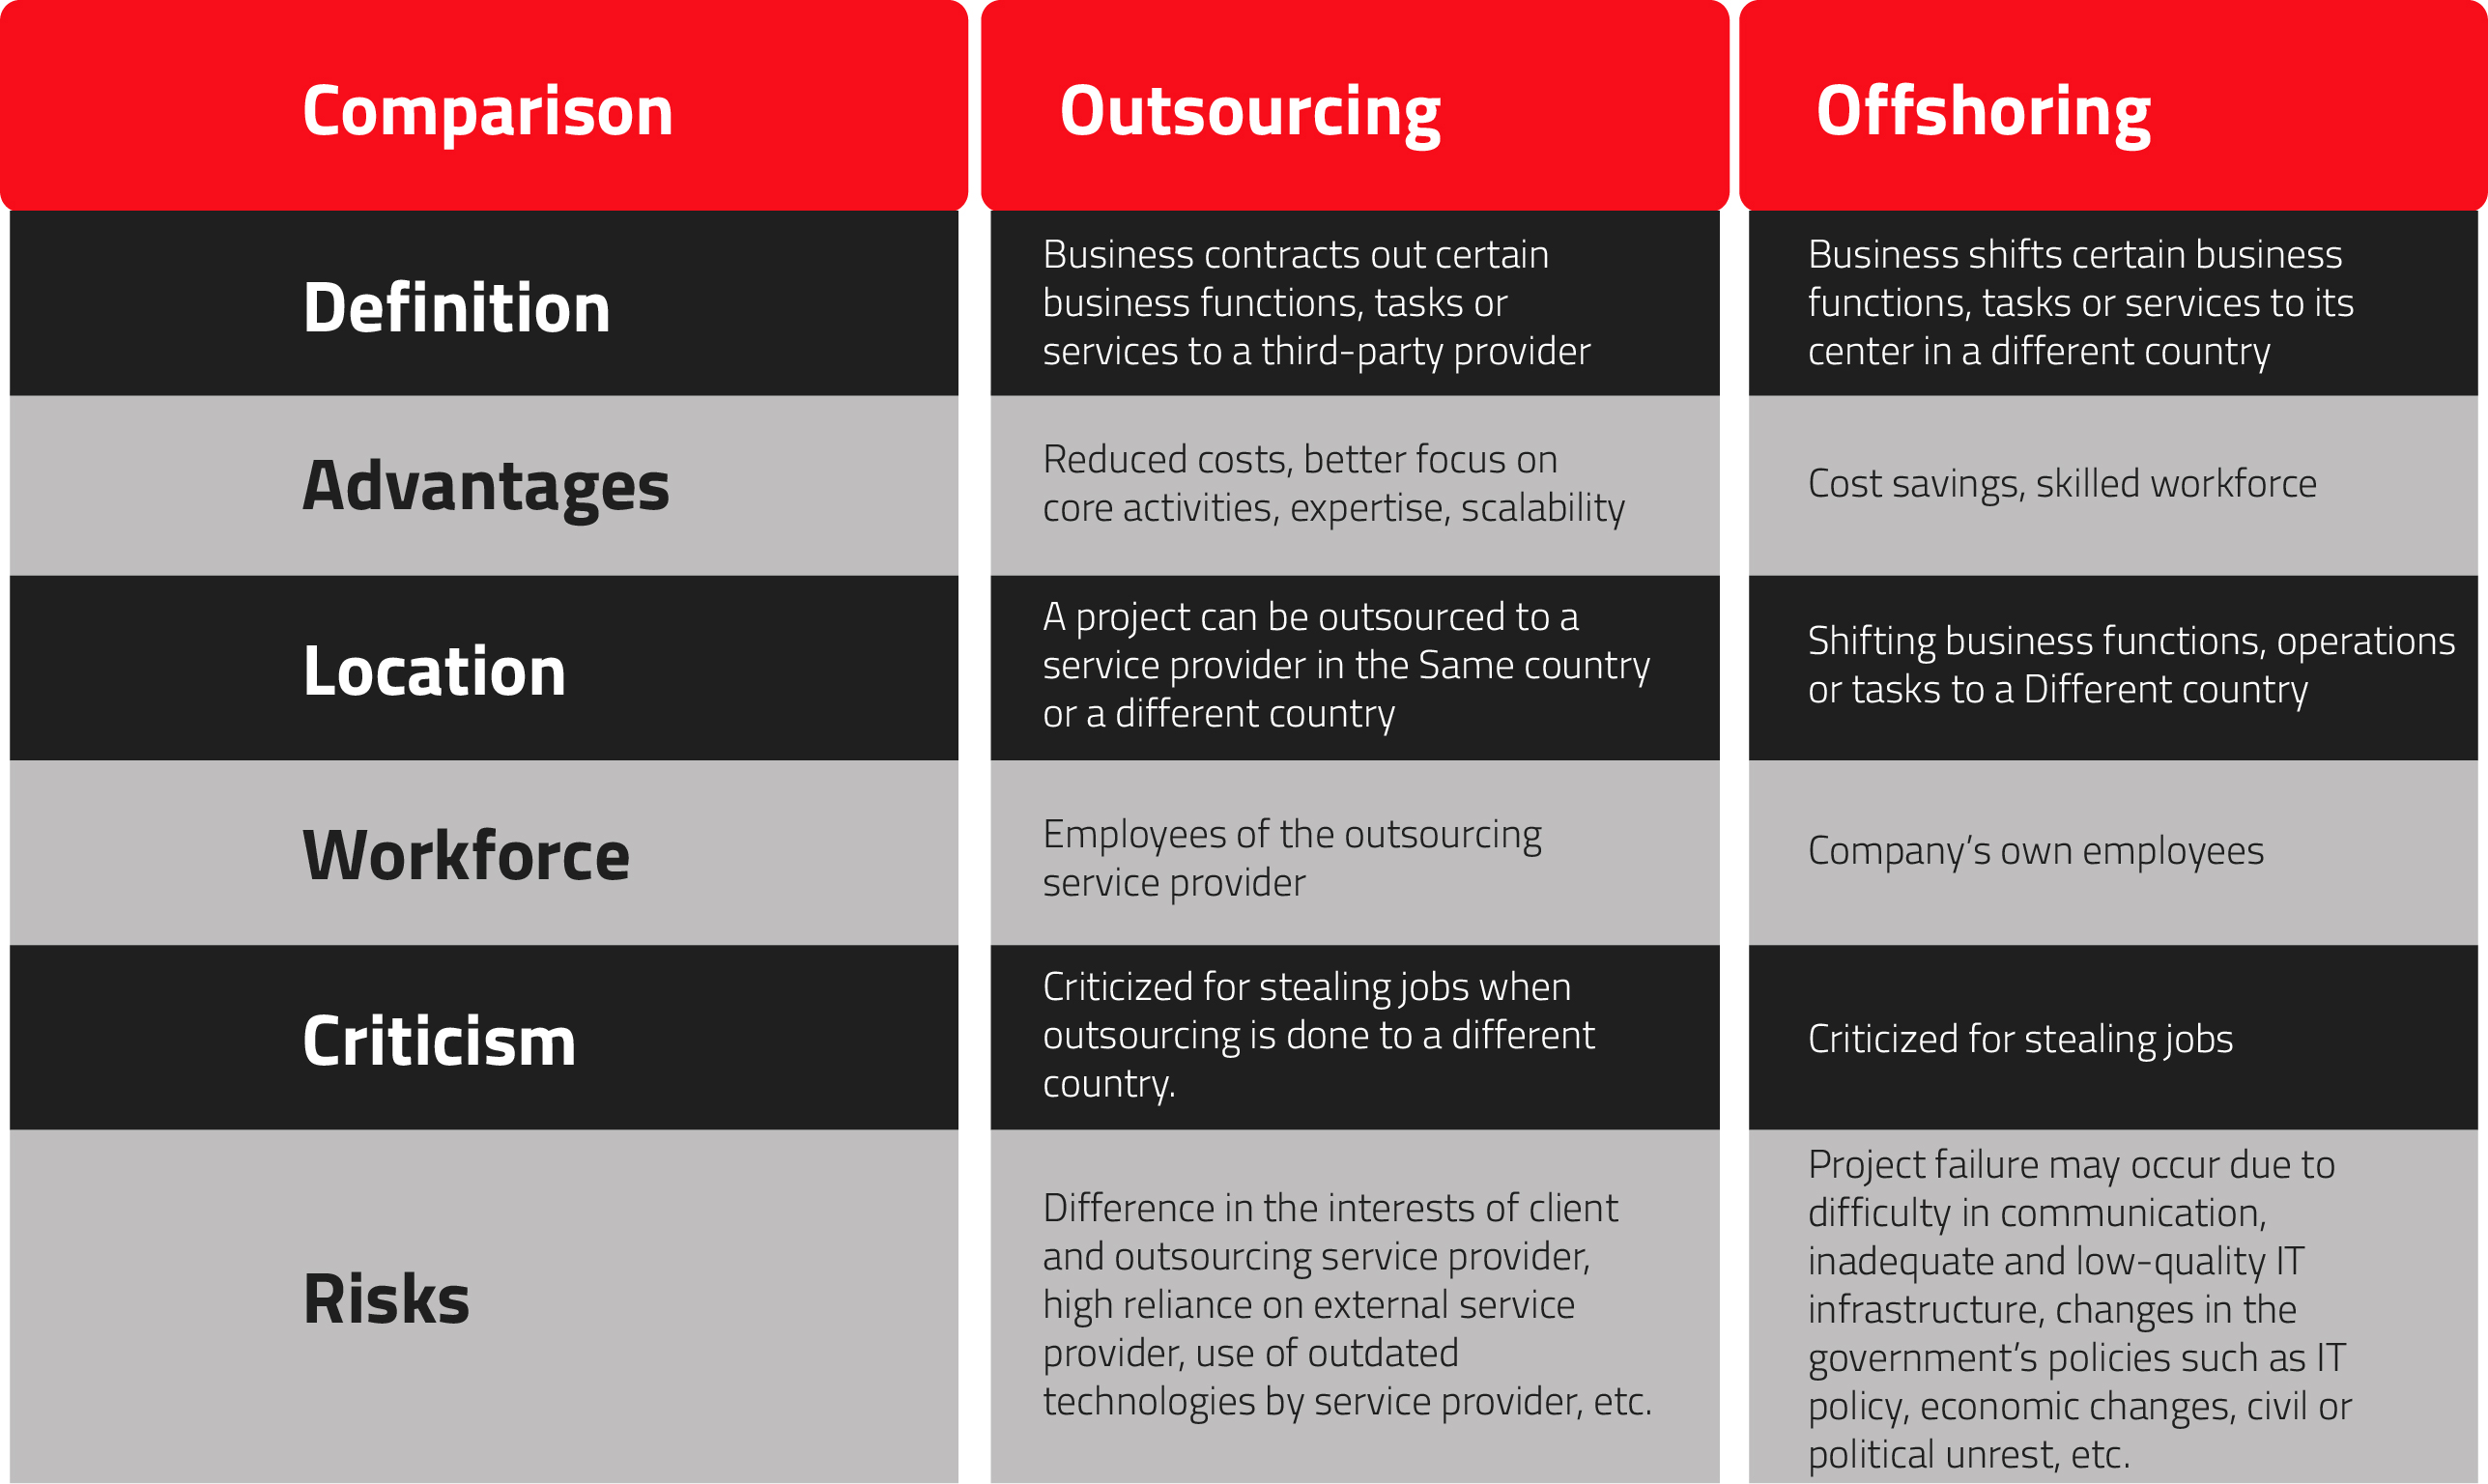 Comparison
Outsourcing
Offshoring
Definition
Business contracts out certain
business functions, tasks or
services to a third-party provider
Business shifts certain business
functions, tasks or services to its
center in a different country
Advantages
Reduced costs, better focus on
core activities, expertise, scalability
Cost savings, skilled workforce
Location
A project can be outsourced to a
service provider in the Same country
or a different country
Shifting business functions, operations
or tasks to a Different country
Workforce
Employees of the outsourcing
service provider
Company’s own employees
Criticism
Criticized for stealing jobs when
outsourcing is done to a different
country.
Criticized for stealing jobs
Risks
Difference in the interests of client
and outsourcing service provider,
high reliance on external service
provider, use of outdated
technologies by service provider, etc.
Project failure may occur due to
difficulty in communication,
inadequate and low-quality IT
infrastructure, changes in the
government’s policies such as IT
policy, economic changes, civil or
political unrest, etc.